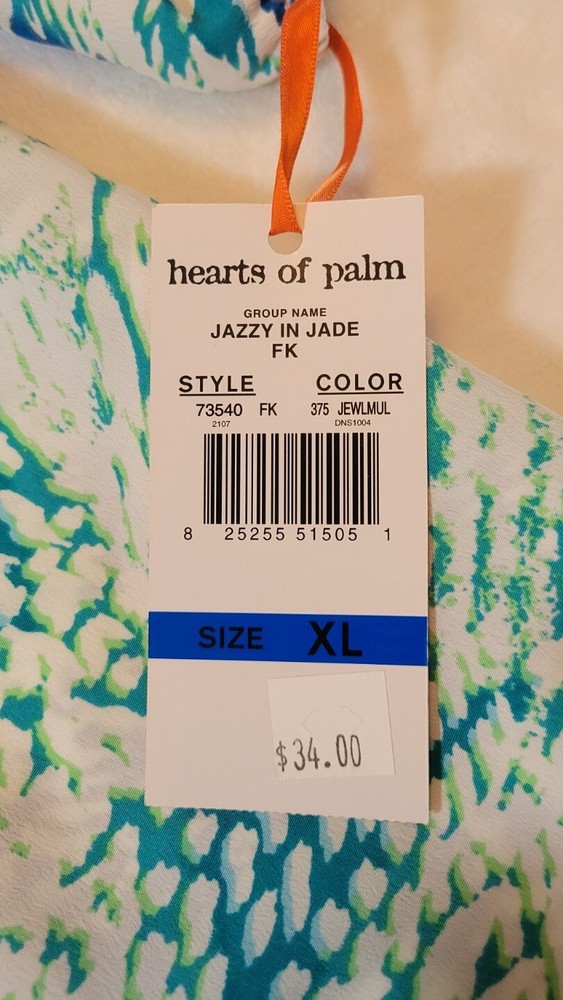 hearts of palm
GROUP NAME
JAZZY IN JADE
FK
STYLE COLOR
73540 FK 375 JEWLMUL
2107 DNS1004
8 25255 51505 1
SIZE XL
$34.00